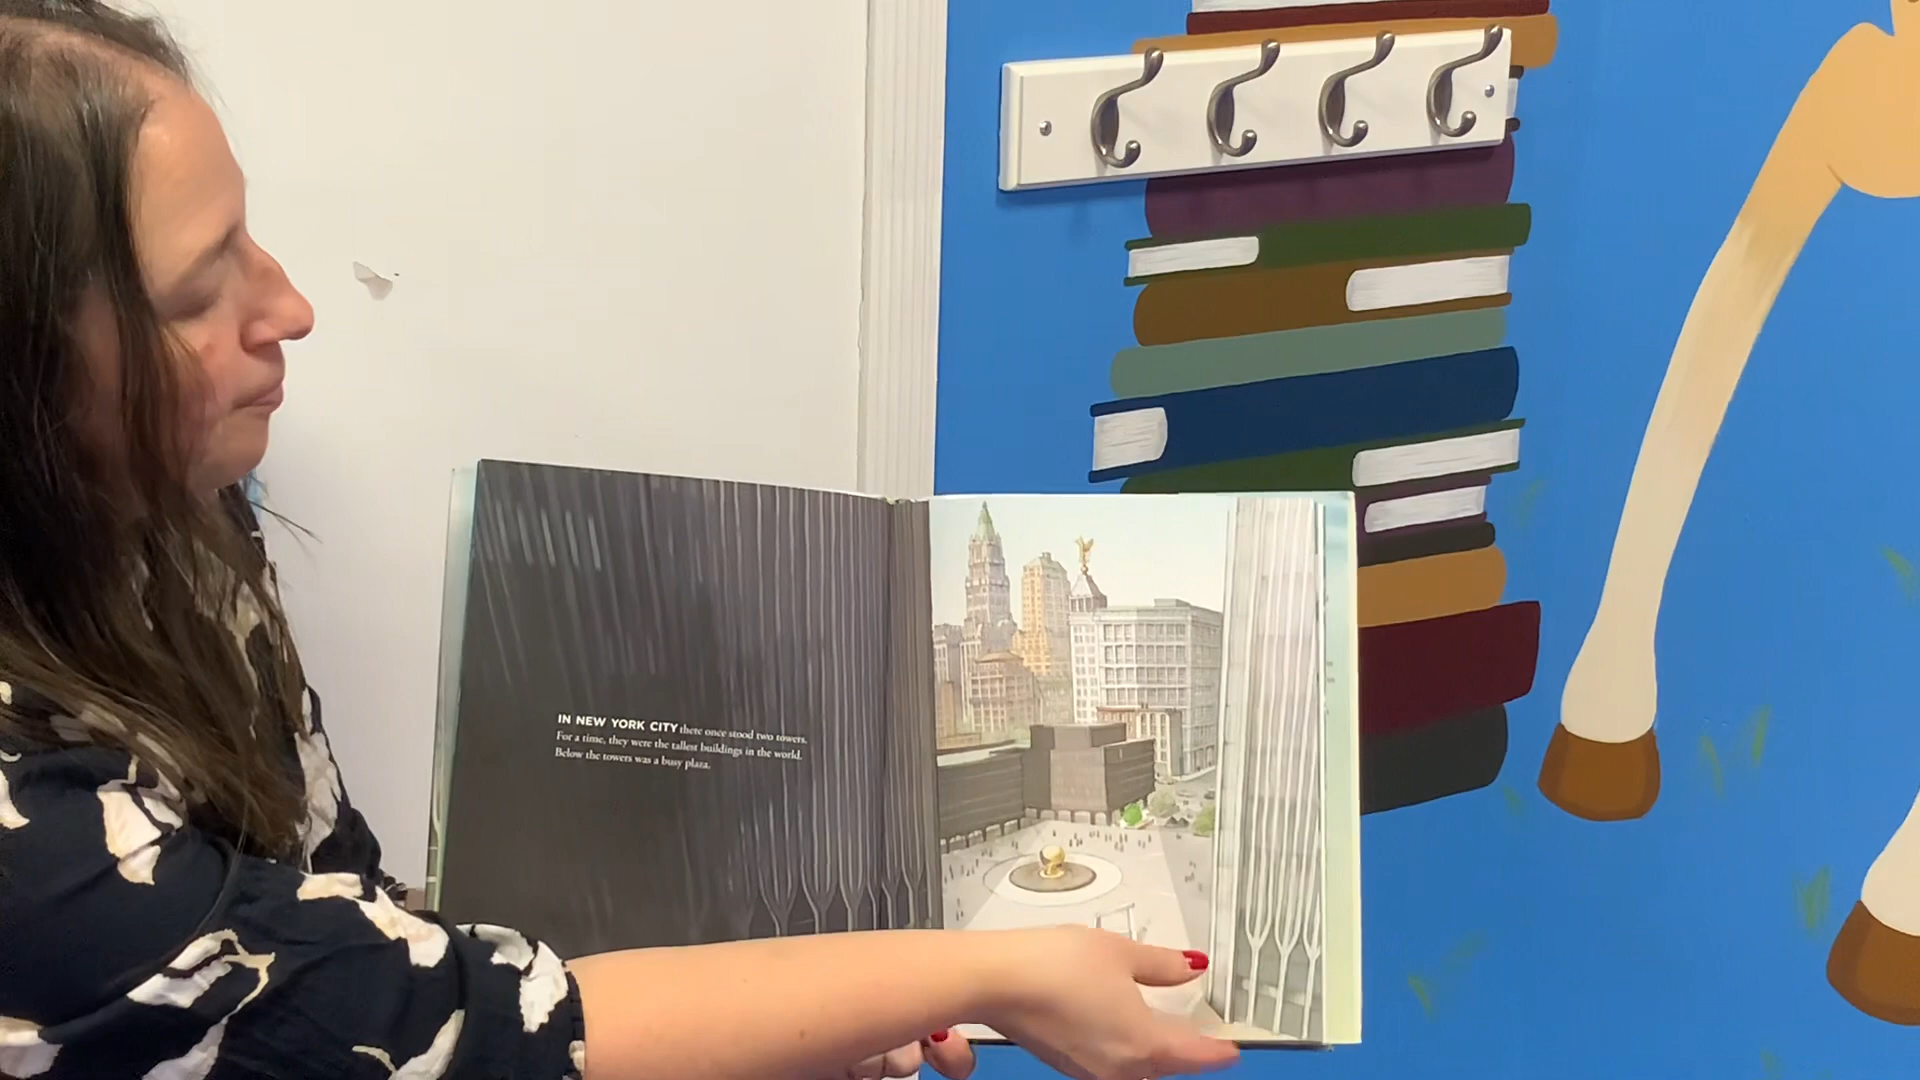 IN NEW YORK CITY there once stood two towers.
For a time, they were the tallest buildings in the world.
Below the towers was a busy plaza.